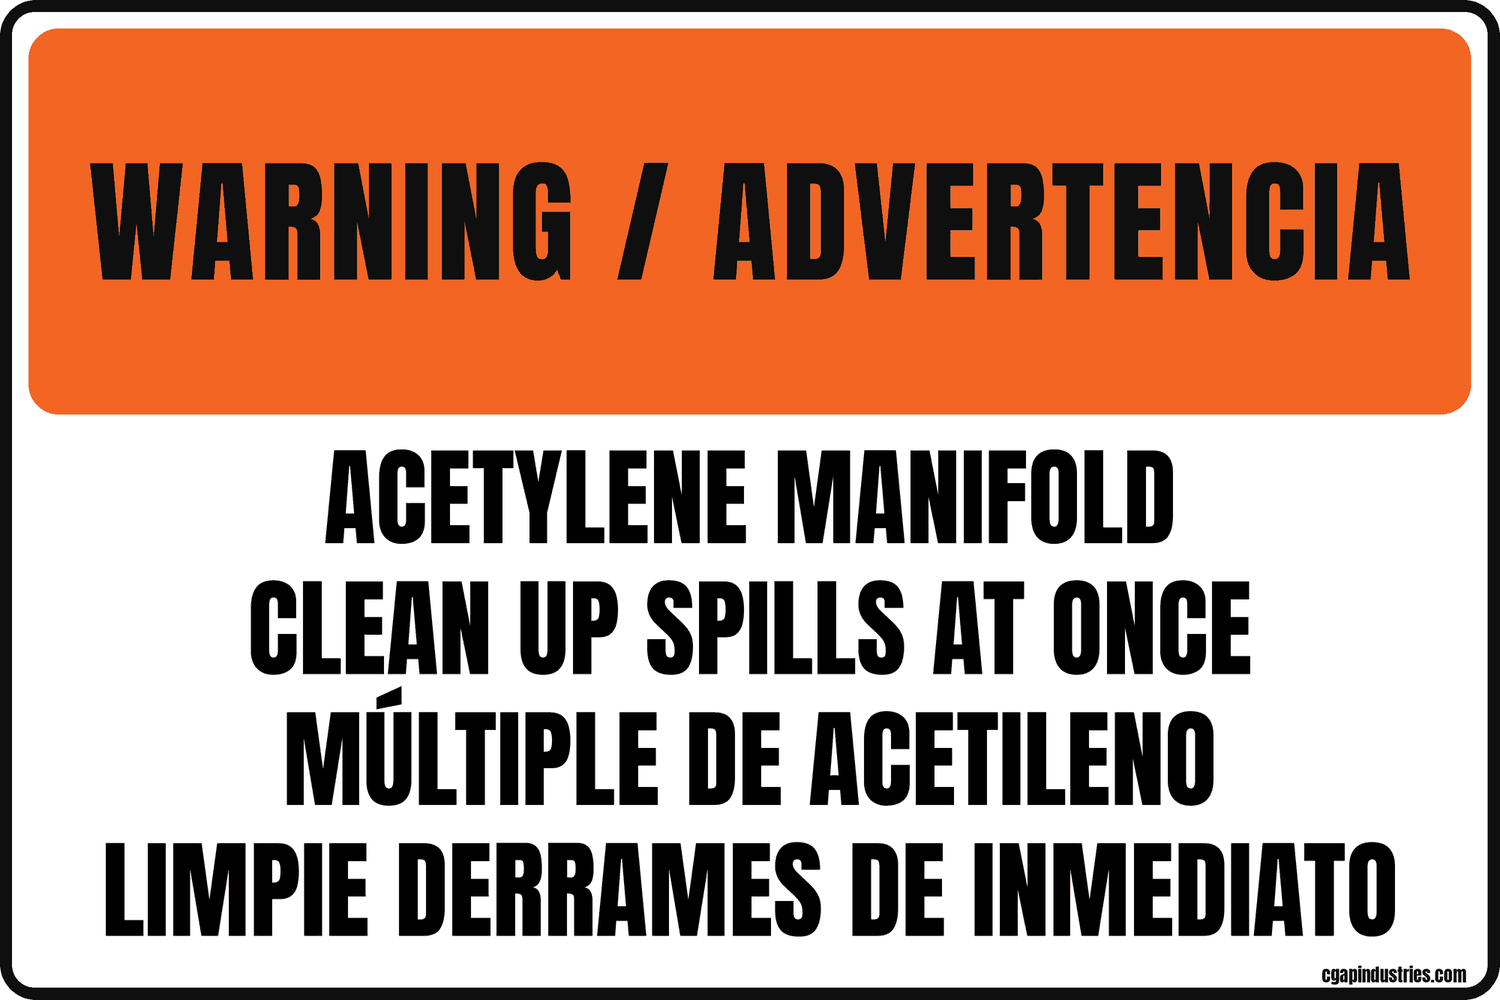 WARNING / ADVERTENCIA
ACETYLENE MANIFOLD
CLEAN UP SPILLS AT ONCE
MÚLTIPLE DE ACETILENO
LIMPIE DERRAMES DE INMEDIATO
cgapindustries.com